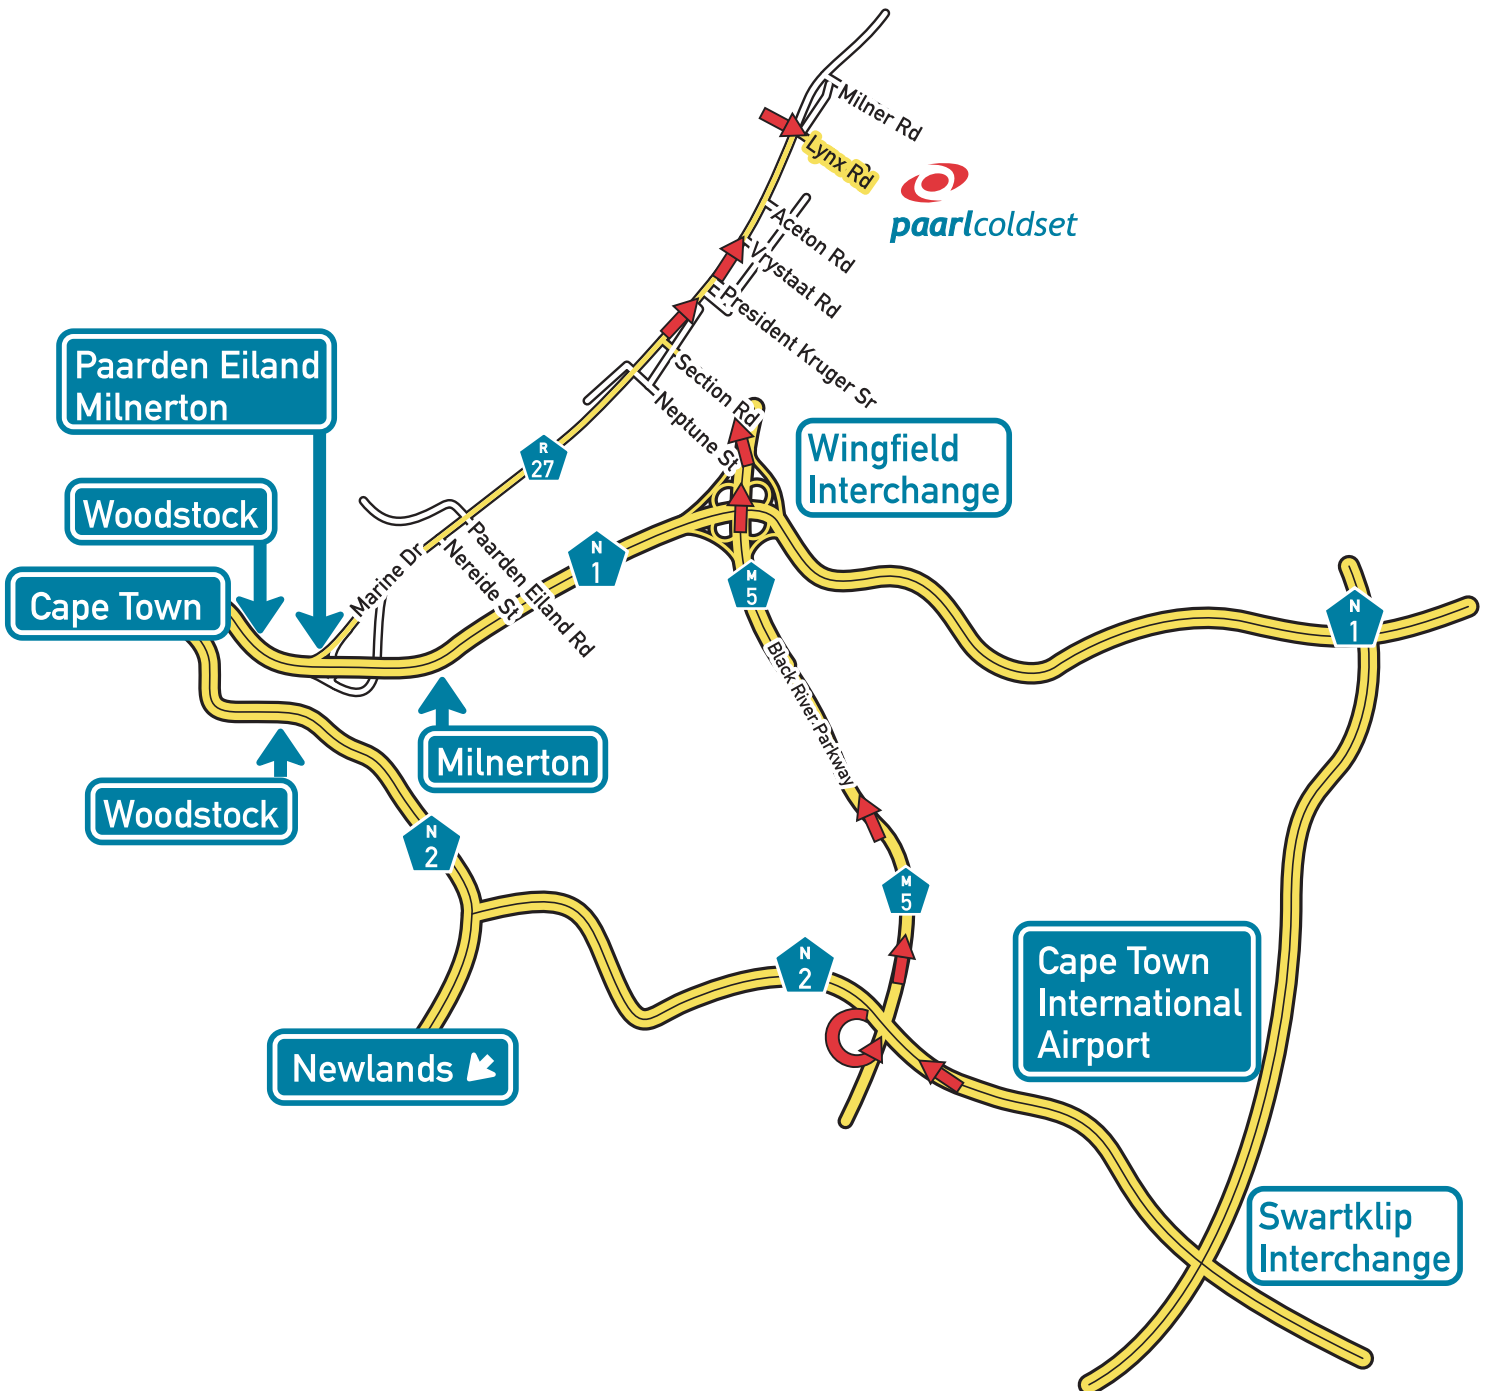 Milner Rd
Lynx Rd
paarlcoldset
Aceton Rd
Vrystaat Rd
President Kruger Sr
Section Rd
Neptune St
Paarden Eiland
Milnerton
Wingfield
Interchange
R
27
Woodstock
N
1
M
5
Cape Town
Marine Dr
Nereide St
Paarden Eiland Rd
N
1
Black River Parkway
Milnerton
Woodstock
N
2
M
5
N
2
Cape Town
International
Airport
Newlands
Swartklip
Interchange